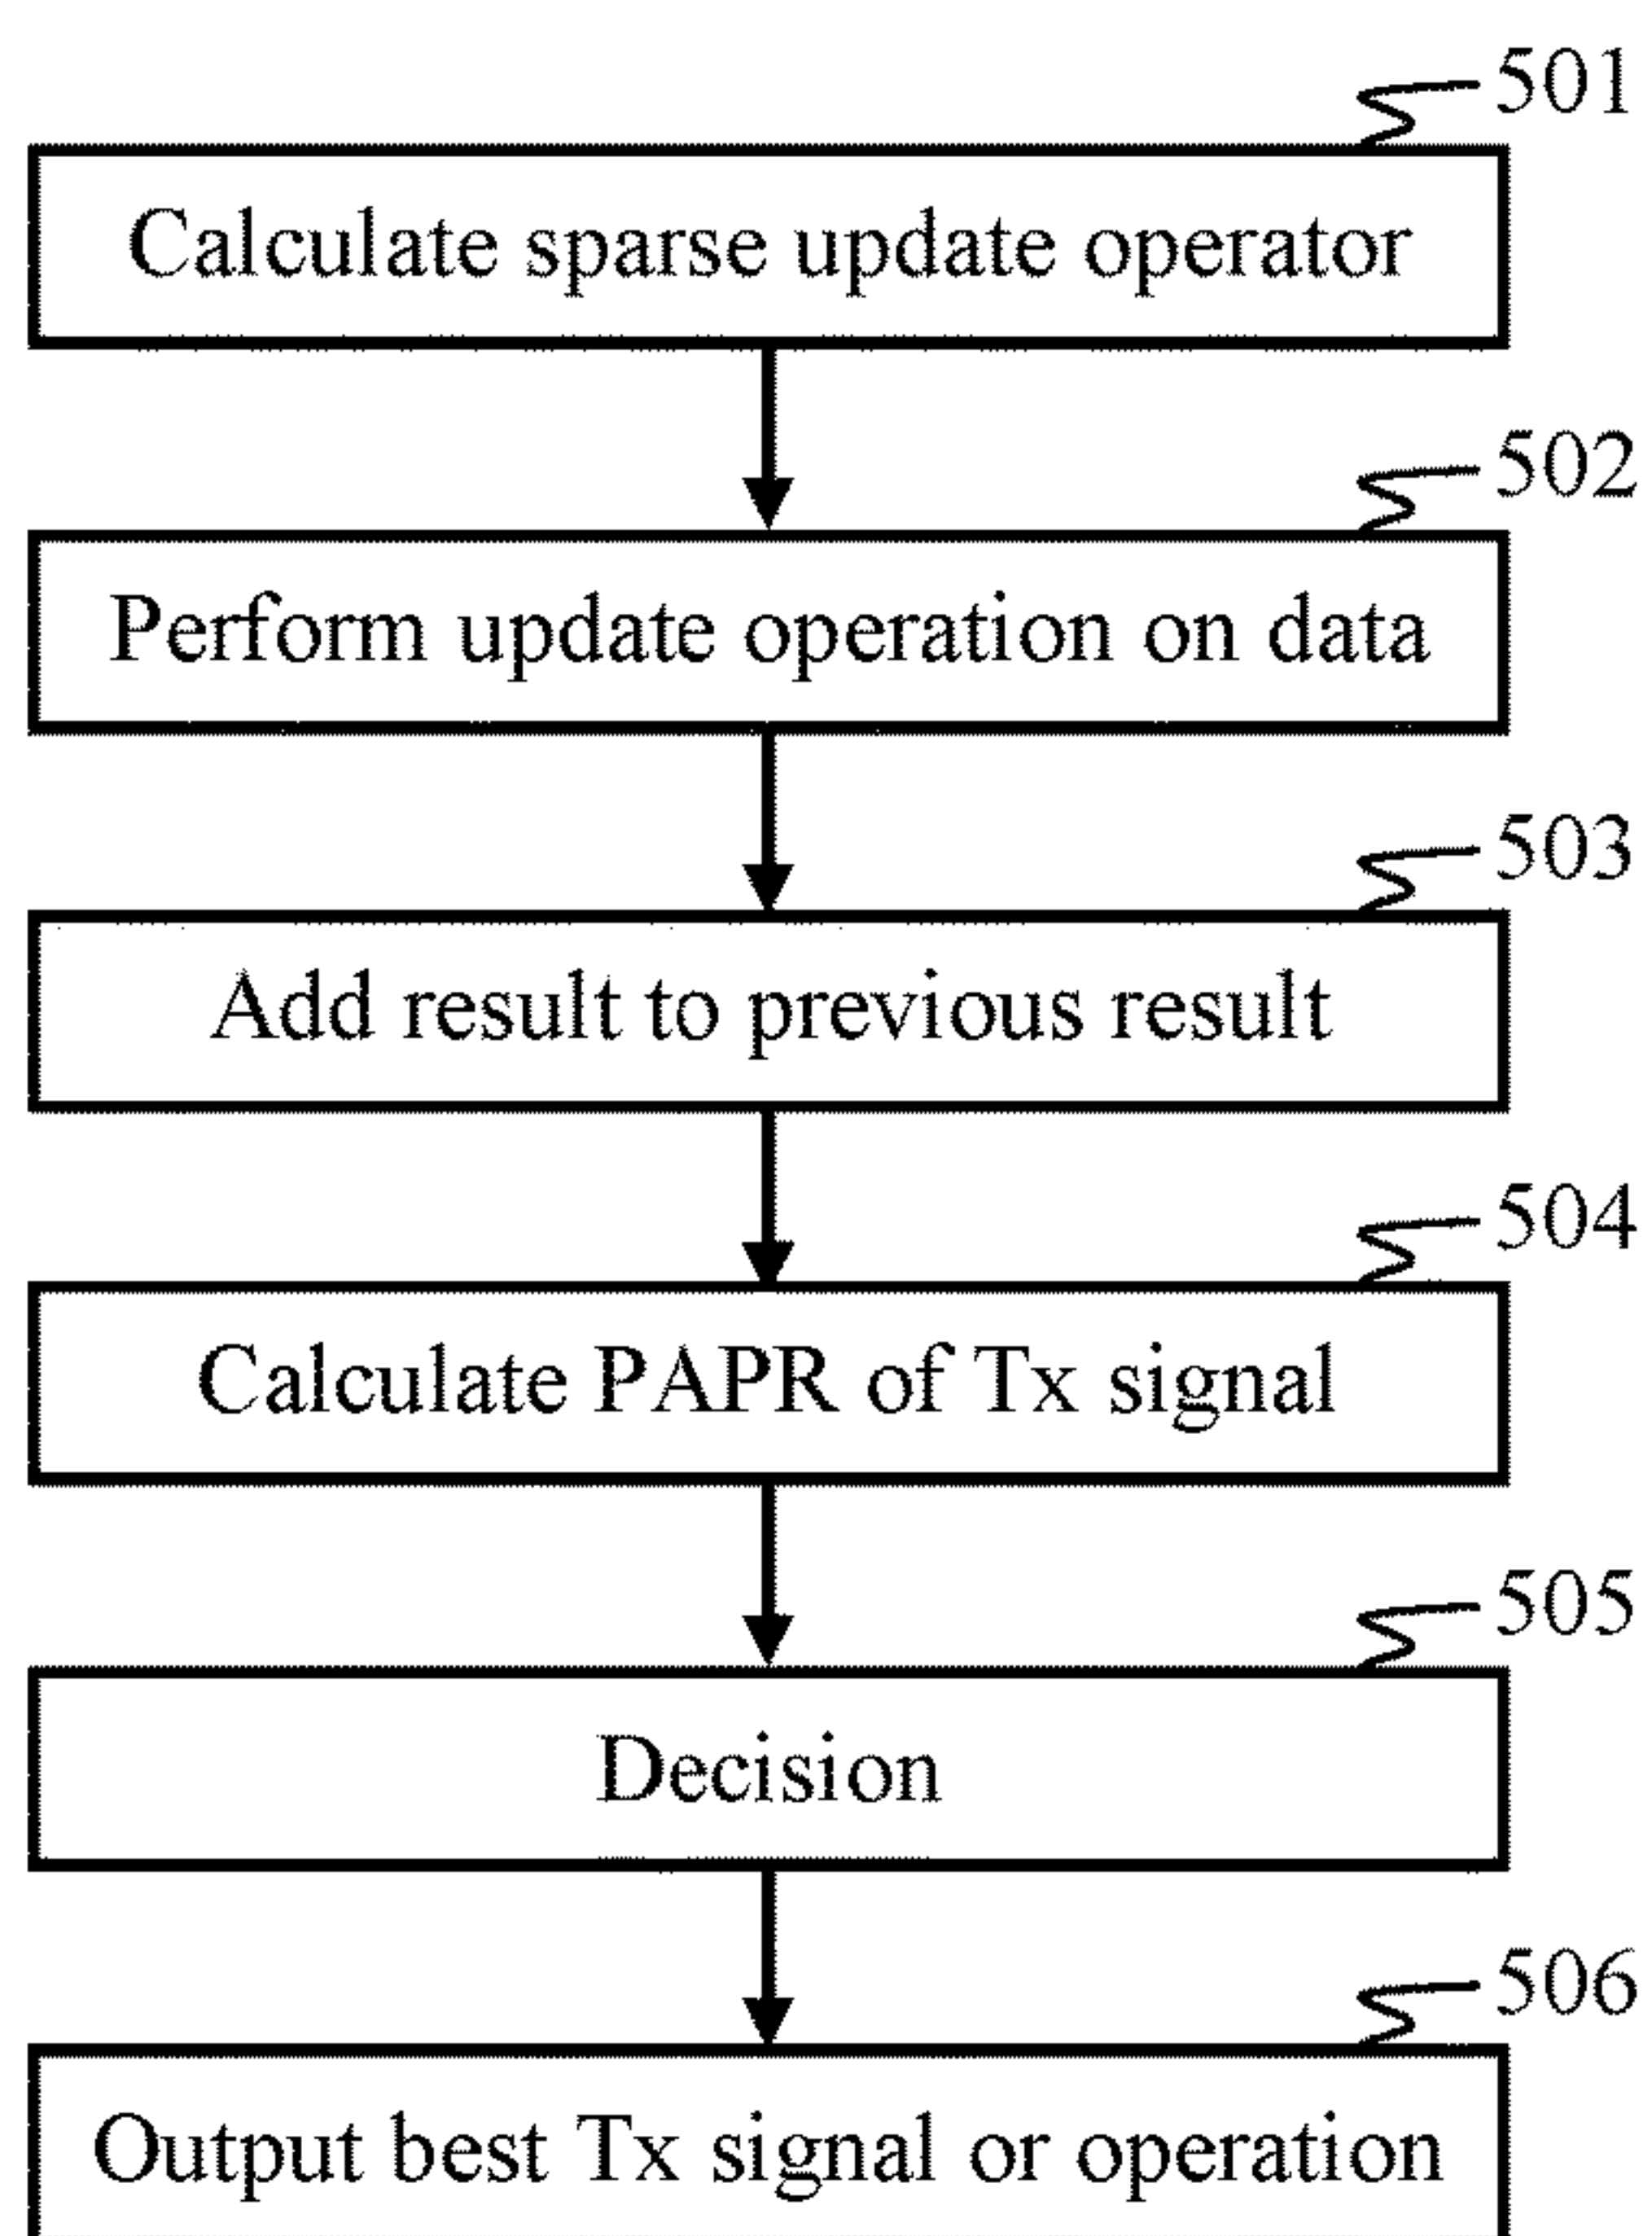 501
Calculate sparse update operator
502
Perform update operation on data
503
Add result to previous result
504
Calculate PAPR of Tx signal
505
Decision
506
Output best Tx signal or operation